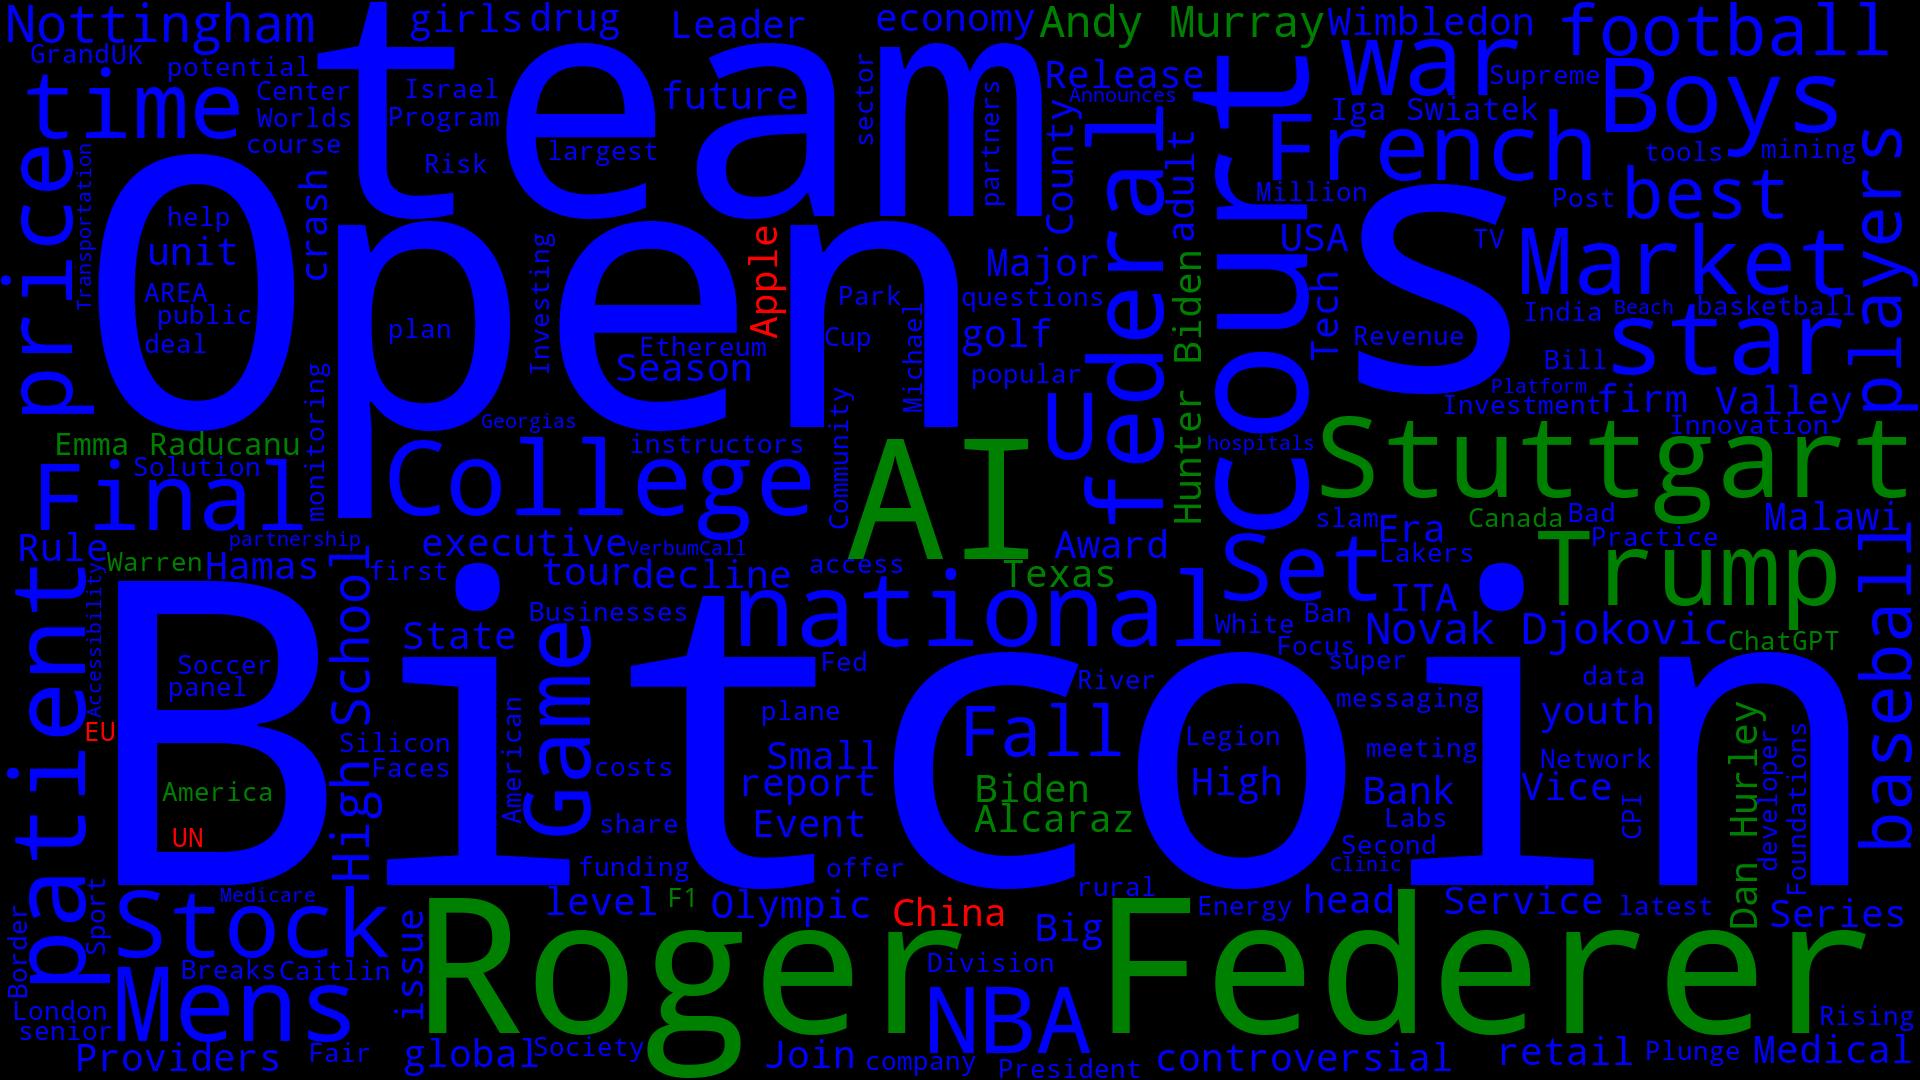 Nottingham
girls
drug
Leader
economy
Andy Murray
Wimbledon
football
Grand
UK
potential
team
war
Supreme
Boys
time
Center
Worlds
course
Israel
Program
Risk
largest
future
sector
partners
Release
Announces
County
Iga Swiatek
French
tools
mining
price
Transportation
Open
help
unit
AREA
public
deal
crash
plan
Investing
Apple
Ethereum
Season
Park
Cup
Michael
Major
questions
golf
popular
federal
adult
Hunter Biden
court
Million
USA
Tech
S
TV
Revenue
Post
best
Market
India
Beach
basketball
star
Bill
Platform
Investment
firm
Valley
players
Emma Raducanu
Solution
Final
monitoring
Georgias
College
instructors
Community
AI
U
hospitals
Stuttgart
Innovation
Rule
Warren
partnership
Hamas
first
executive
VerbumCall
tour
decline
access
Award
Texas
slam
Era
Lakers
Canada
Bad
Practice
Malawi
Set
Trump
patient
Accessibility
High School
Businesses
State
Game
national
White
Ban
Focus
ITA
Novak Djokovic
ChatGPT
Bitcoin
Soccer
panel
EU
America
UN
Silicon
Faces
American
costs
share
funding
Fed
plane
Small
report
Event
offer
River
Fall
Biden
Alcaraz
Legion
High
super
messaging
meeting
Bank
Labs
Second
Clinic
data
youth
Network
Vice
CPI
Dan Hurley
developer
Foundations
baseball
Border
Sport
Medicare
Stock
issue
level
F1
Olympic
China
rural
Big
Energy
head
Service
latest
Series
Breaks
Caitlin
Roger Federer
Division
London
senior
Mens
NBA
Rising
Providers
Fair
global
Society
Join
company
President
controversial
retail
Plunge
Medical